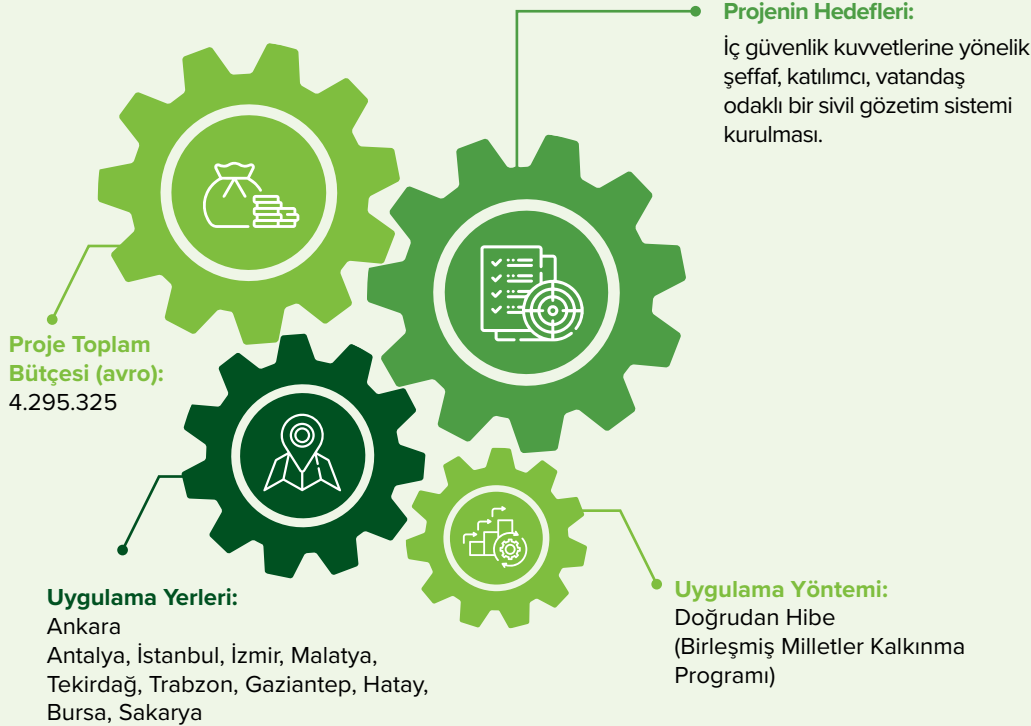 Projenin Hedefleri:
İç güvenlik kuvvetlerine yönelik
şeffaf, katılımcı, vatandaş
odaklı bir sivil gözetim sistemi
kurulması.
Proje Toplam
Bütçesi (avro):
4.295.325
Uygulama Yerleri:
Ankara
Antalya, İstanbul, İzmir, Malatya,
Tekirdağ, Trabzon, Gaziantep, Hatay,
Bursa, Sakarya
Uygulama Yöntemi:
Doğrudan Hibe
(Birleşmiş Milletler Kalkınma
Programı)